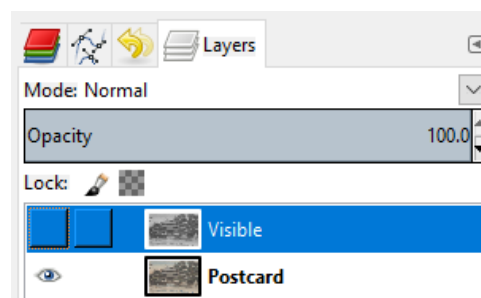 Layers
Mode: Normal
Opacity 100.0
Lock:
Visible
Postcard